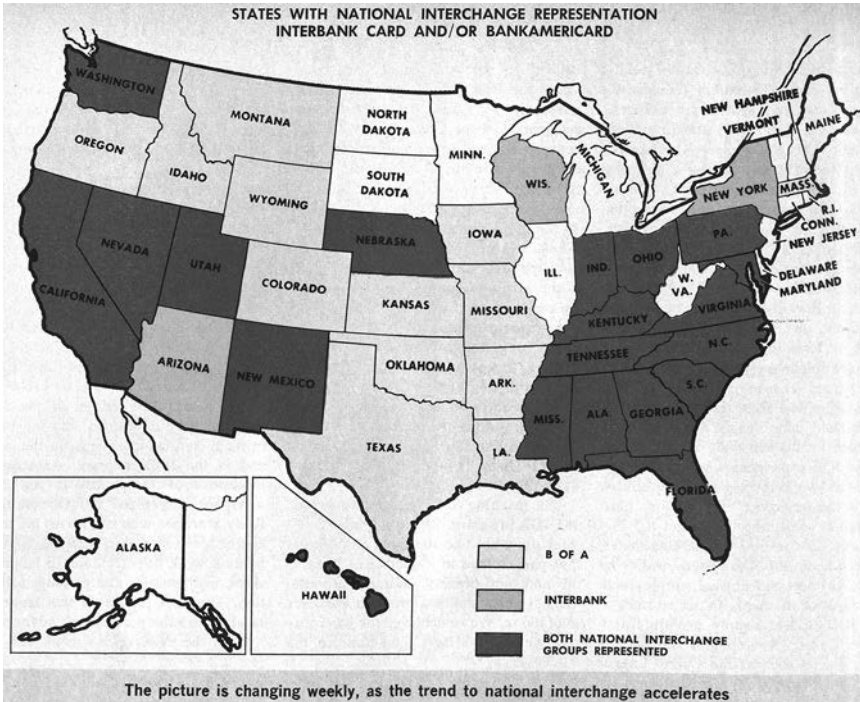 STATES WITH NATIONAL INTERCHANGE REPRESENTATION
INTERBANK CARD AND/OR BANKAMERICARD
WASHINGTON
MONTANA
NORTH
DAKOTA
MINN.
MICHIGAN
NEW HAMPSHIRE
VERMONT
MAINE
OREGON
IDAHO
WYOMING
SOUTH
DAKOTA
WIS.
NEW YORK
MASS.
R.I.
CONN.
NEW JERSEY
NEVADA
UTAH
NEBRASKA
IOWA
ILL.
IND.
OHIO
PA.
DELAWARE
MARYLAND
CALIFORNIA
COLORADO
KANSAS
MISSOURI
KENTUCKY
W.
VA.
VIRGINIA
ARIZONA
NEW MEXICO
OKLAHOMA
ARK.
TENNESSEE
N.C.
S.C.
TEXAS
LA.
MISS.
ALA.
GEORGIA
FLORIDA
ALASKA
HAWAII
B OF A
INTERBANK
BOTH NATIONAL INTERCHANGE
GROUPS REPRESENTED
The picture is changing weekly, as the trend to national interchange accelerates